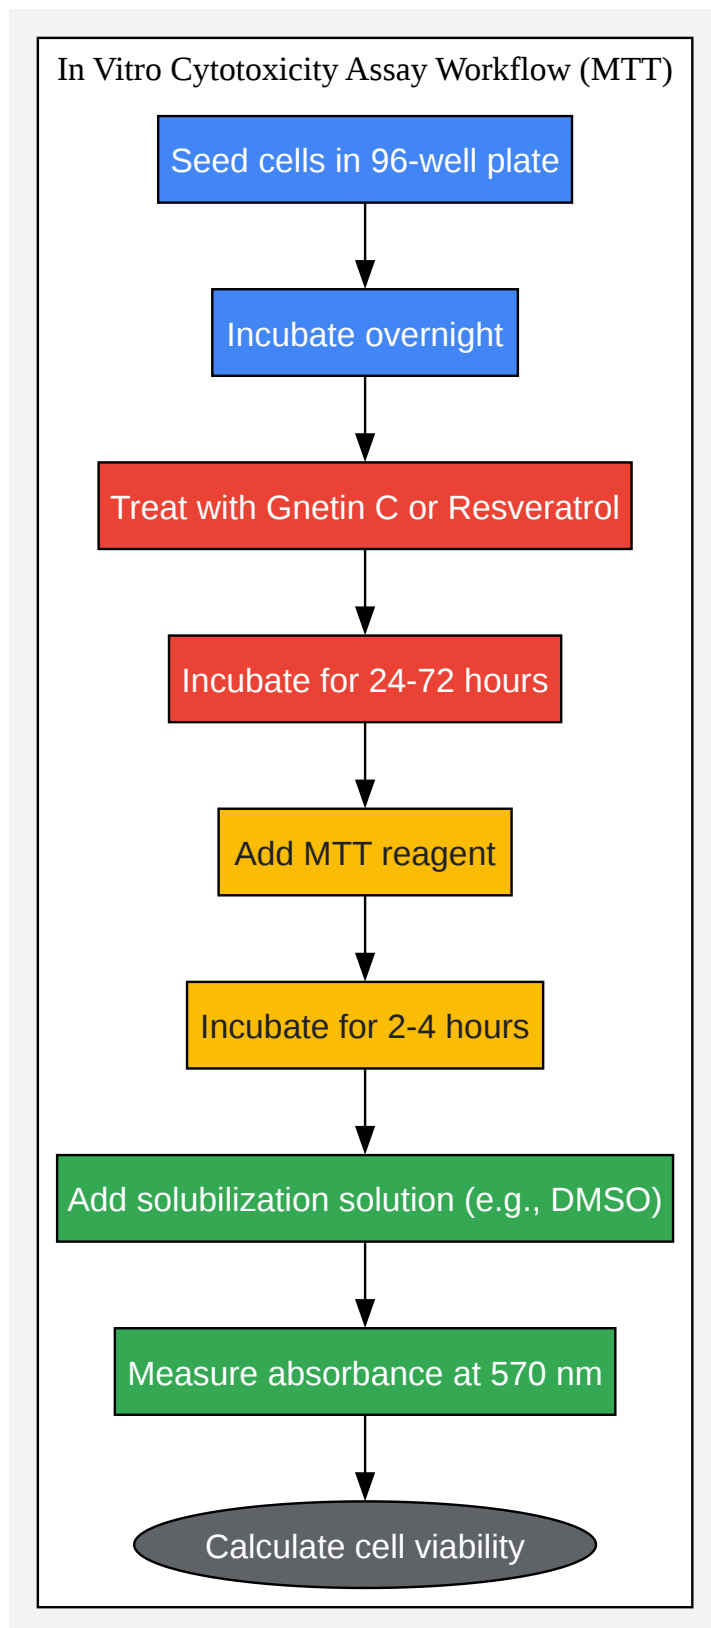 In Vitro Cytotoxicity Assay Workflow (MTT)
Seed cells in 96-well plate
Incubate overnight
Treat with Gnetin C or Resveratrol
Incubate for 24-72 hours
Add MTT reagent
Incubate for 2-4 hours
Add solubilization solution (e.g., DMSO)
Measure absorbance at 570 nm
Calculate cell viability